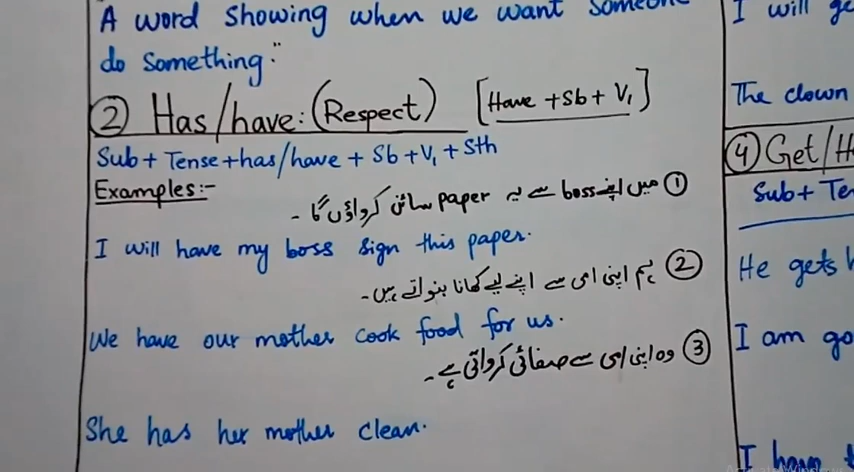 A word showing when we want someone
do something."
② Has/have: (Respect) [Have + Sb + V₁]
Sub + Tense + has/have + Sb + V₁ + Sth
Examples:-
① میں اپنے boss سے یہ paper سائن کرواؤں گا ۔
I will have my boss sign this paper.
② ہم اپنی امی سے اپنے لیے کھانا بنواتے ہیں ۔
We have our mother cook food for us.
③ وہ اپنی امی سے صفائی کرواتی ہے ۔
She has her mother clean.
I will ge
The clown
④ Get/H
Sub + Te
He gets h
I am go
I have t